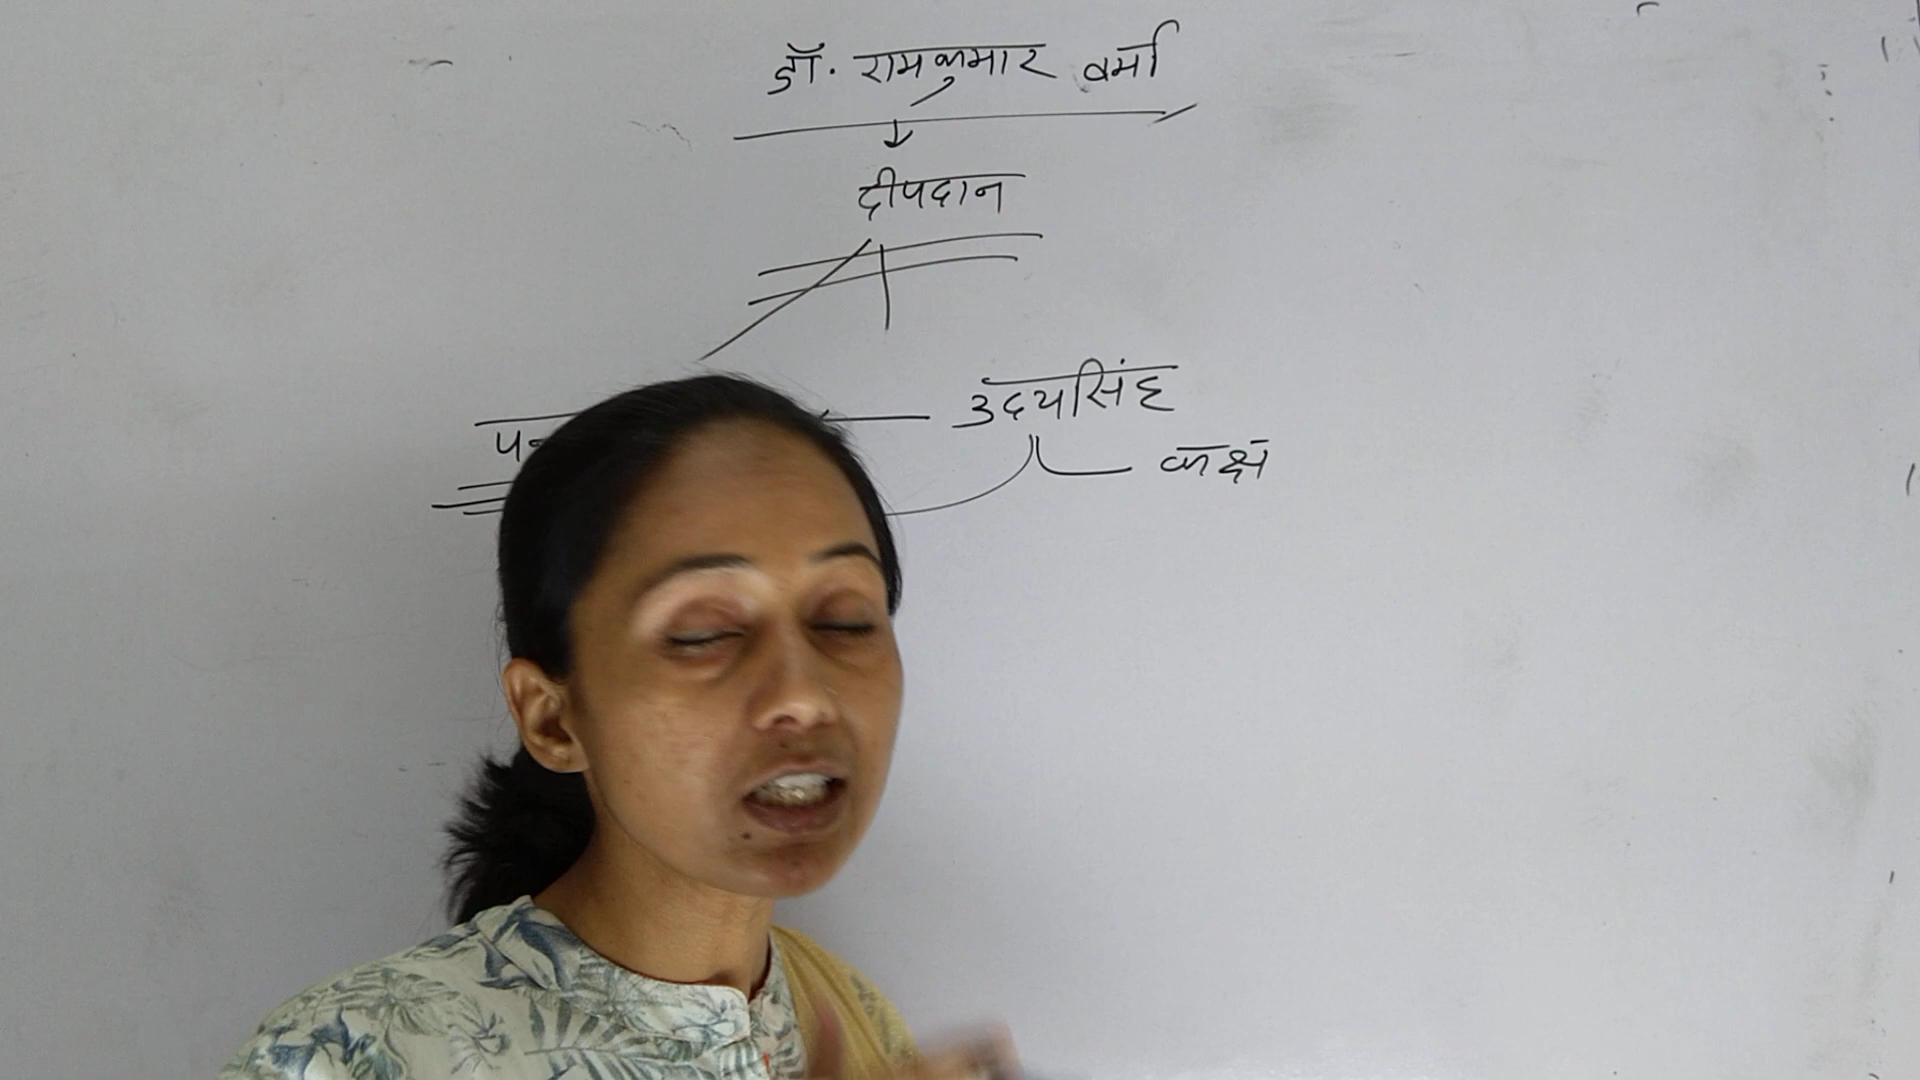 डॉ. रामकुमार वर्मा
दीपदान
उदयसिंह
कक्ष